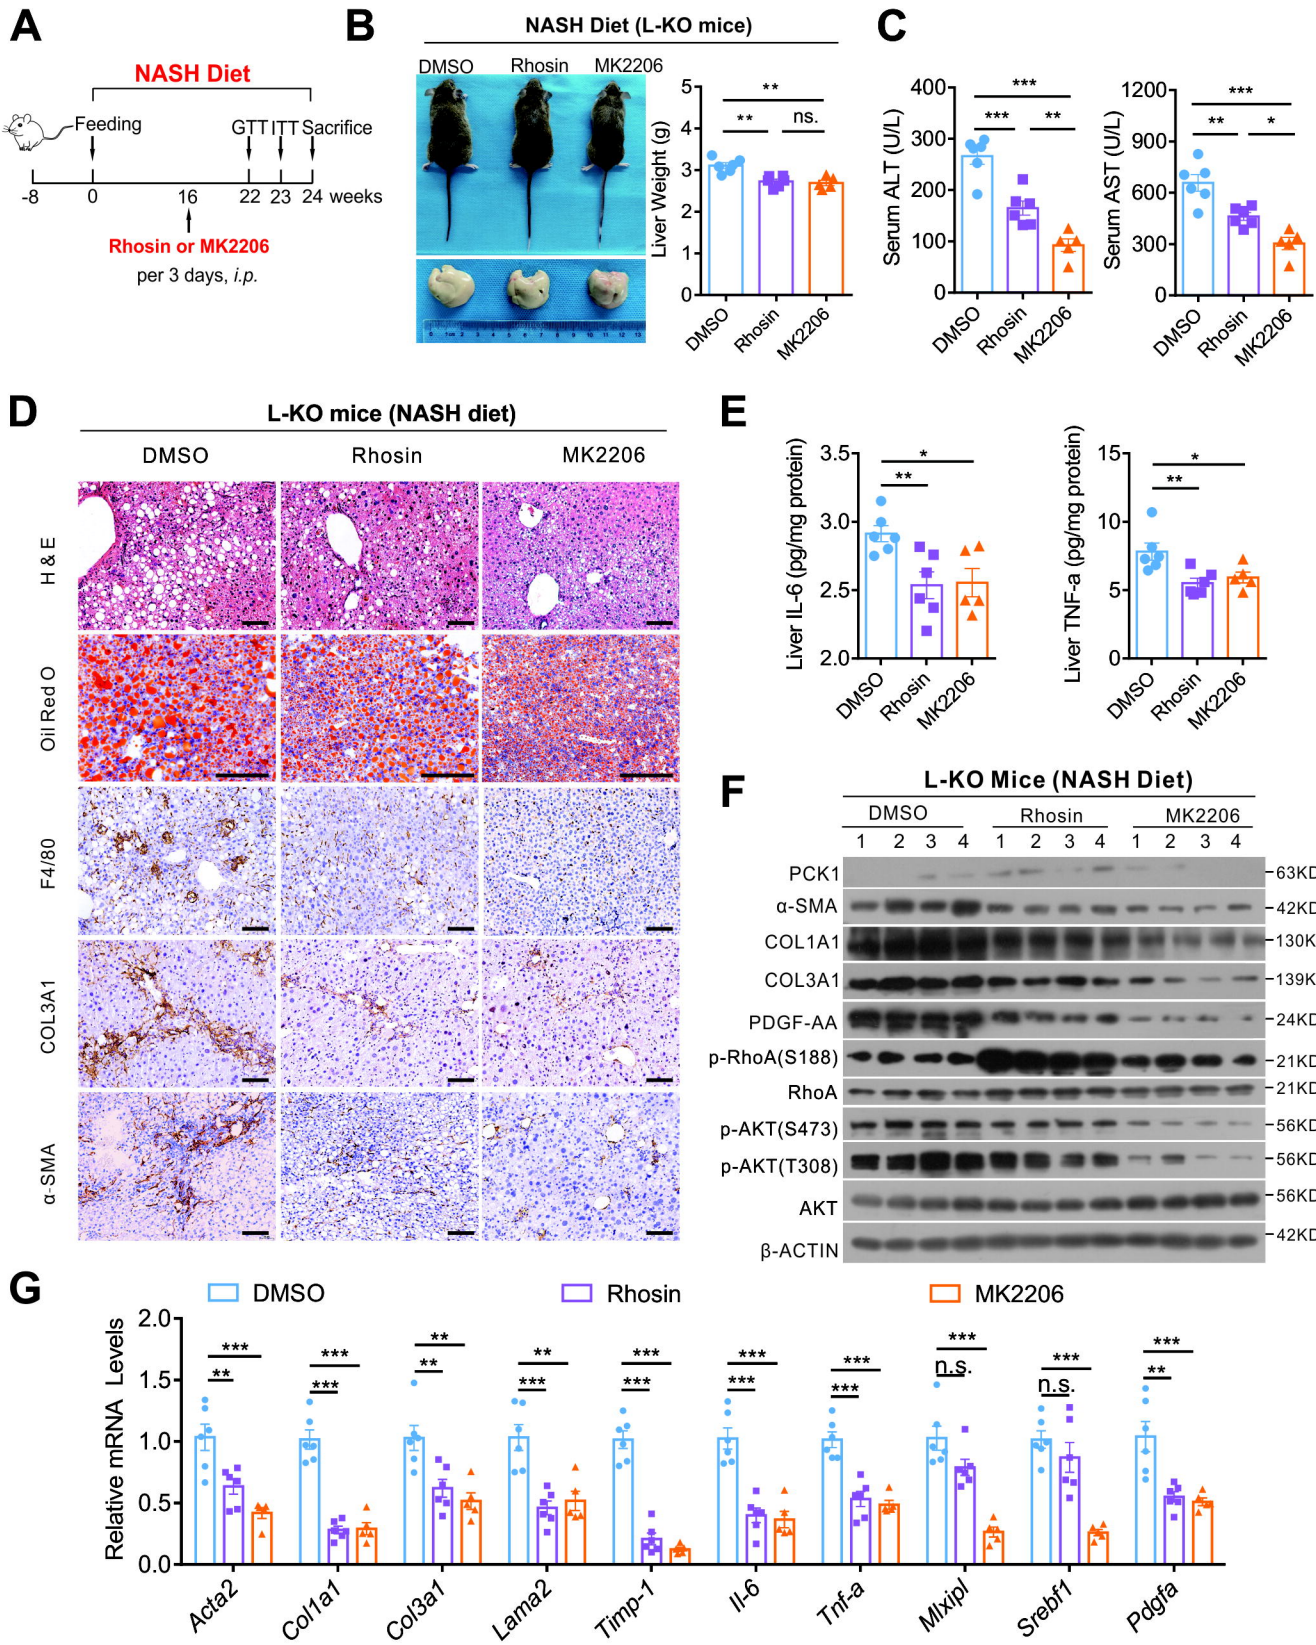 A
NASH Diet
Feeding
GTT ITT Sacrifice
-8 0 16 22 23 24 weeks
Rhosin or MK2206
per 3 days, i.p.
B
NASH Diet (L-KO mice)
DMSO Rhosin MK2206
Liver Weight (g)
5
4
3
2
1
0
**
** ns.
DMSO Rhosin MK2206
C
Serum ALT (U/L)
400
300
200
100
0
***
*** **
DMSO Rhosin MK2206
Serum AST (U/L)
1200
900
600
300
0
***
** *
DMSO Rhosin MK2206
D
L-KO mice (NASH diet)
DMSO Rhosin MK2206
H & E
Oil Red O
F4/80
COL3A1
α-SMA
E
Liver IL-6 (pg/mg protein)
3.5
3.0
2.5
2.0
*
**
DMSO Rhosin MK2206
Liver TNF-a (pg/mg protein)
15
10
5
0
*
**
DMSO Rhosin MK2206
F
L-KO Mice (NASH Diet)
DMSO Rhosin MK2206
1 2 3 4 1 2 3 4 1 2 3 4
PCK1 63KD
α-SMA 42KD
COL1A1 130K
COL3A1 139K
PDGF-AA 24KD
p-RhoA(S188) 21KD
RhoA 21KD
p-AKT(S473) 56KD
p-AKT(T308) 56KD
AKT 56KD
β-ACTIN 42KD
G
DMSO Rhosin MK2206
Relative mRNA Levels
2.0
1.5
1.0
0.5
0.0
*** *** ** ** *** *** *** *** *** ***
** *** ** *** *** *** *** n.s. n.s. **
Acta2 Col1a1 Col3a1 Lama2 Timp-1 Il-6 Tnf-a Mlxipl Srebf1 Pdgfa